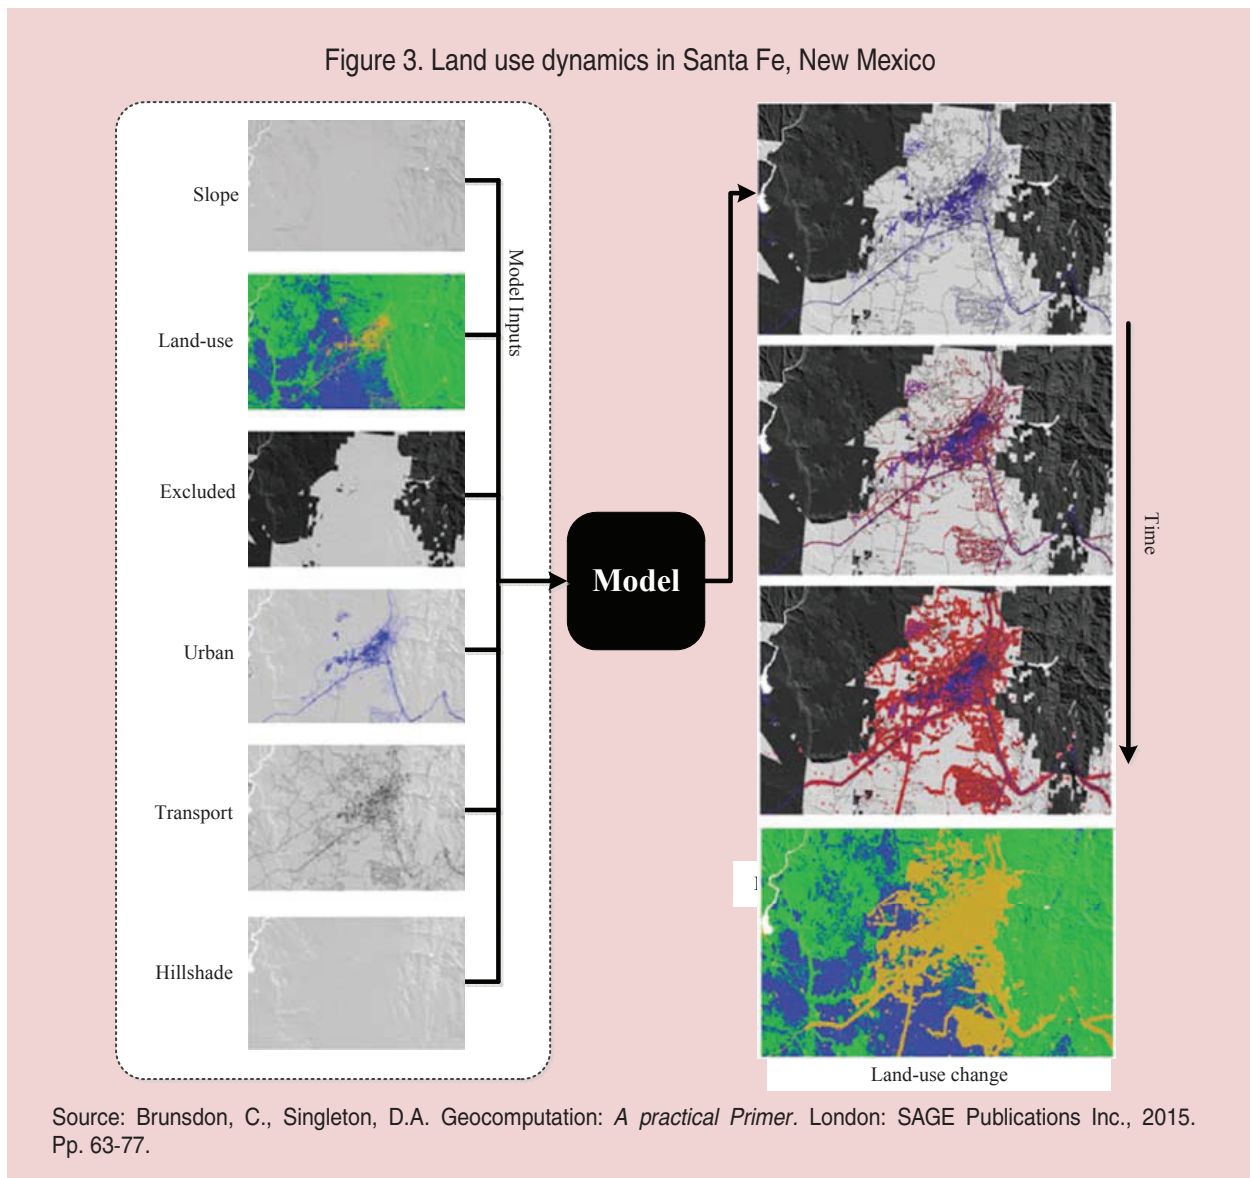 Figure 3. Land use dynamics in Santa Fe, New Mexico
Slope
Land-use
Excluded
Urban
Transport
Hillshade
Model Inputs
Model
Time
Land-use change
Source: Brunsdon, C., Singleton, D.A. Geocomputation: A practical Primer. London: SAGE Publications Inc., 2015.
Pp. 63-77.